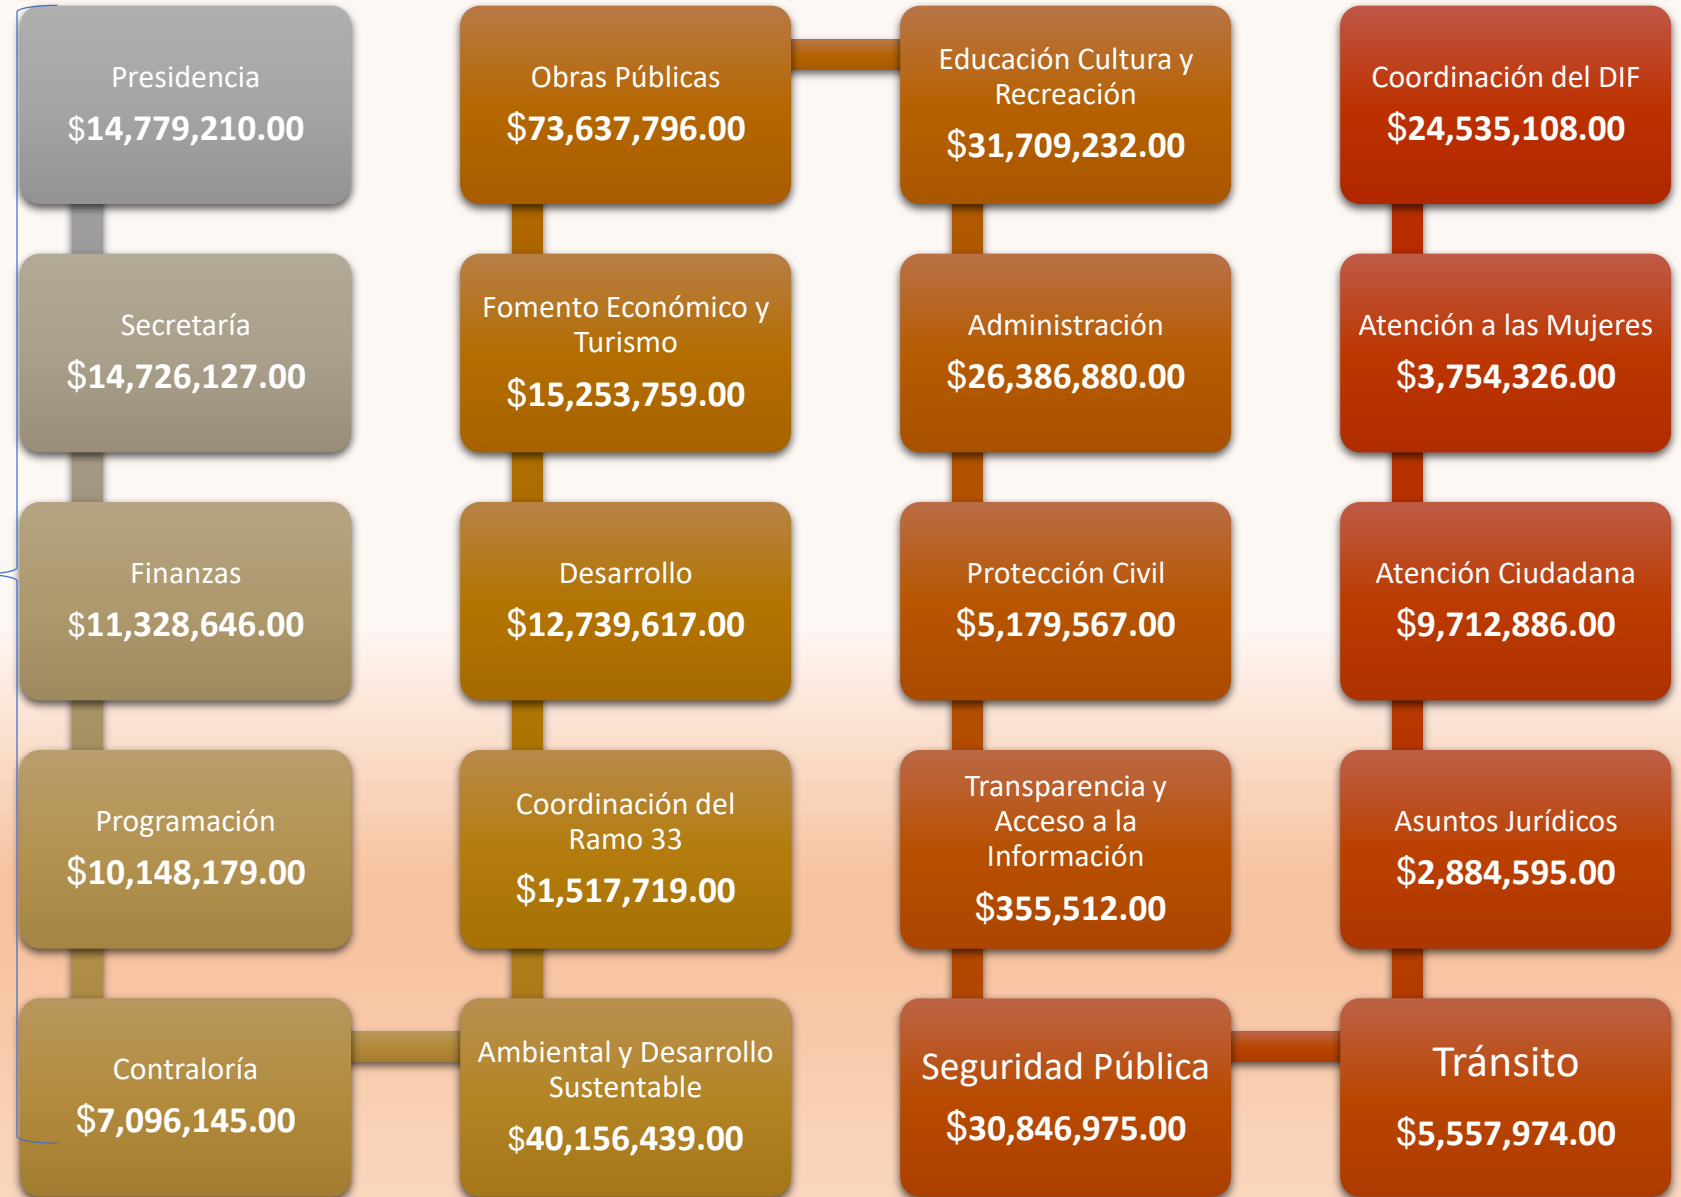 Presidencia
$14,779,210.00
Secretaría
$14,726,127.00
Finanzas
$11,328,646.00
Programación
$10,148,179.00
Contraloría
$7,096,145.00
Ambiental y Desarrollo
Sustentable
$40,156,439.00
Coordinación del
Ramo 33
$1,517,719.00
Desarrollo
$12,739,617.00
Fomento Económico y
Turismo
$15,253,759.00
Obras Públicas
$73,637,796.00
Educación Cultura y
Recreación
$31,709,232.00
Administración
$26,386,880.00
Protección Civil
$5,179,567.00
Transparencia y
Acceso a la
Información
$355,512.00
Seguridad Pública
$30,846,975.00
Tránsito
$5,557,974.00
Asuntos Jurídicos
$2,884,595.00
Atención Ciudadana
$9,712,886.00
Atención a las Mujeres
$3,754,326.00
Coordinación del DIF
$24,535,108.00